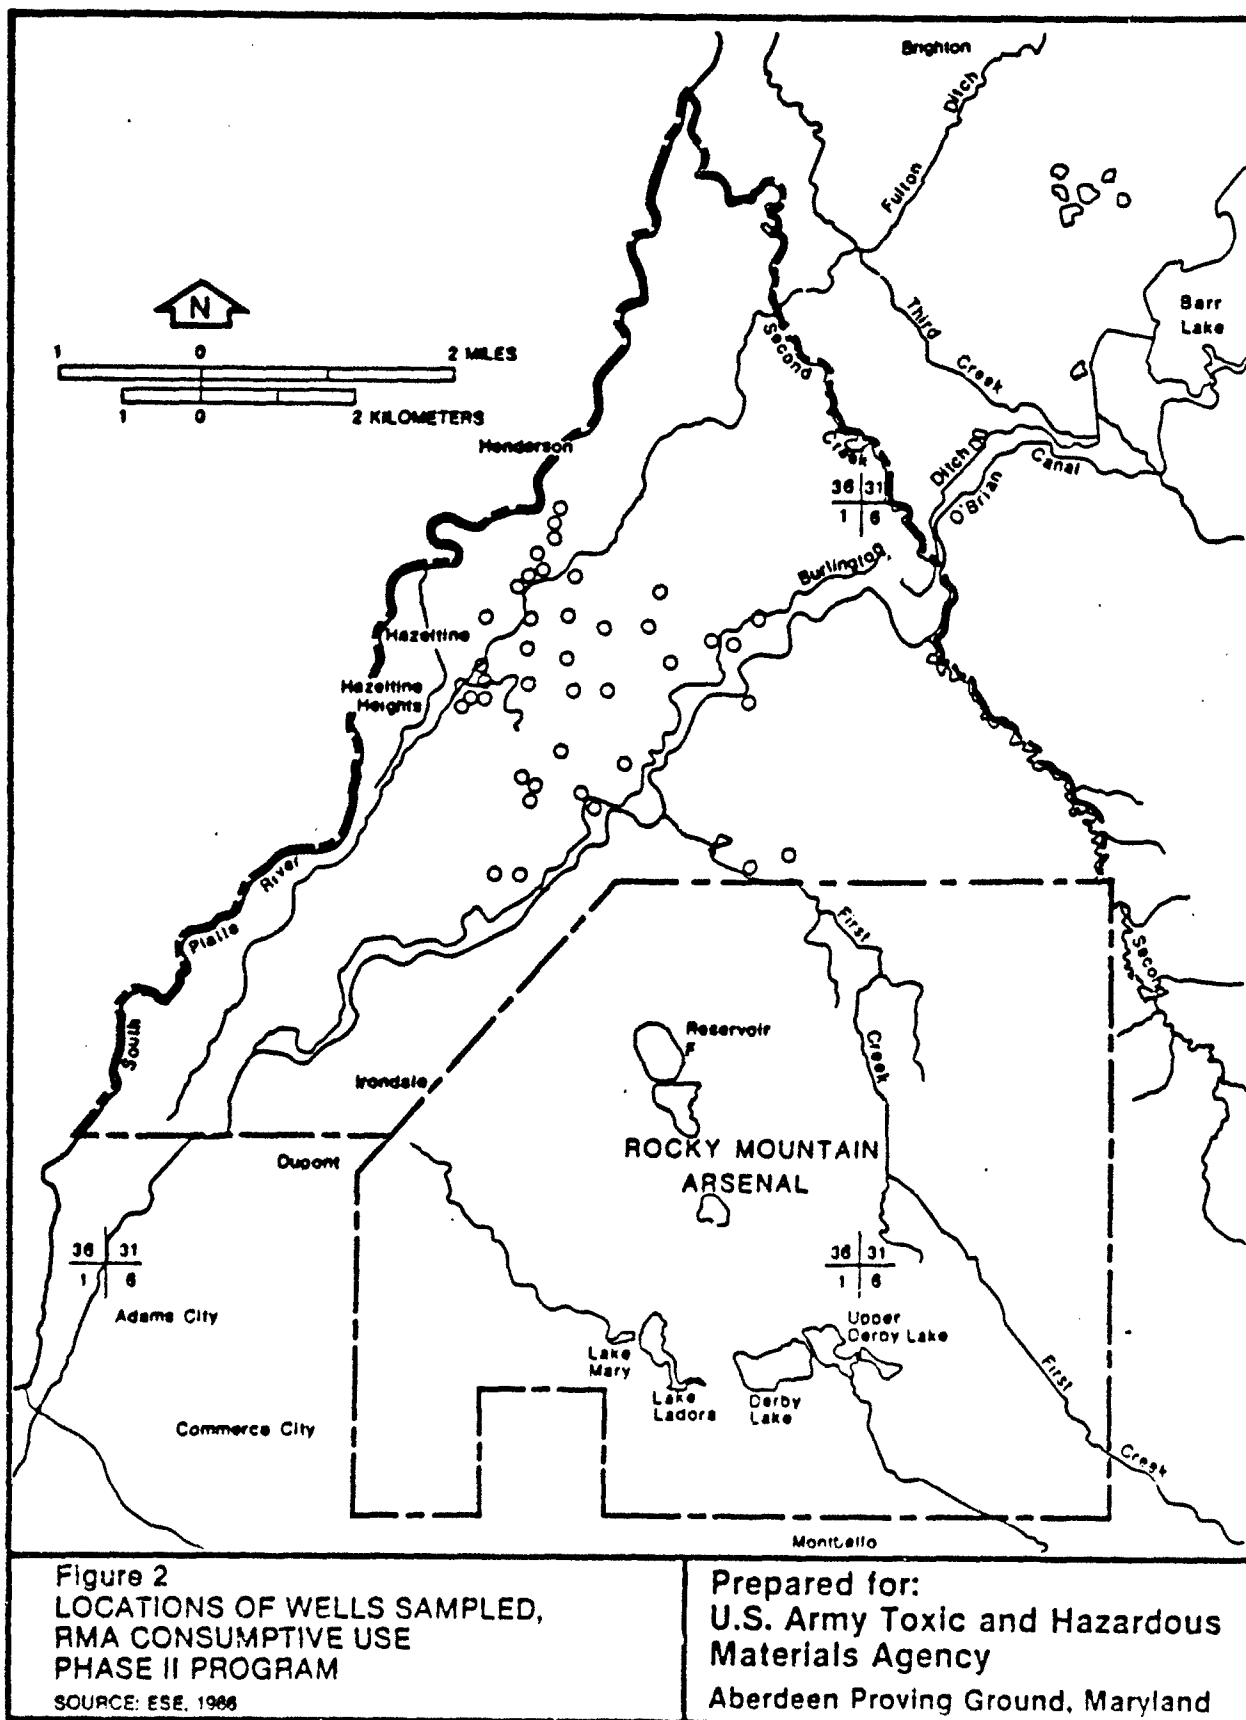 Brighton
Ditch
Fulton
N
Barr
Lake
Third
Creek
1 0 2 MILES
1 0 2 KILOMETERS
Second
Creek
Henderson
Ditch
O'Brian
Canal
36 31
1 6
Burlington
Hazeltine
Hazeltine
Heights
River
Platte
South
First
Creek
Second
Reservoir
Irondale
ROCKY MOUNTAIN
ARSENAL
Dupont
36 31
1 6
36 31
1 6
Adams City
Upper
Derby Lake
Lake
Mary
Lake
Ladora
Derby
Lake
First
Creek
Commerce City
Montbello
Figure 2
LOCATIONS OF WELLS SAMPLED,
RMA CONSUMPTIVE USE
PHASE II PROGRAM
SOURCE: ESE, 1986
Prepared for:
U.S. Army Toxic and Hazardous
Materials Agency
Aberdeen Proving Ground, Maryland